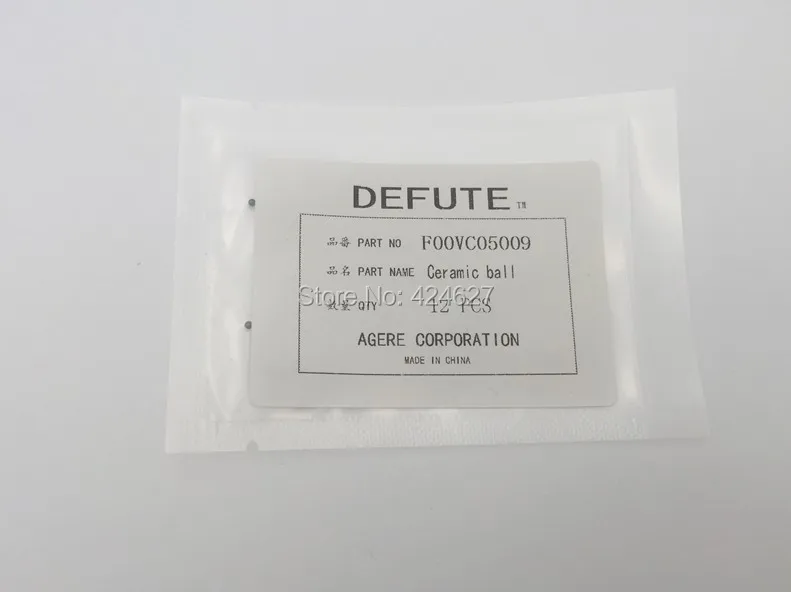 DEFUTE TM
品番 PART NO F00VC05009
品名 PART NAME Ceramic ball
Store No: 424627
数量 QTY 12 PCS
AGERE CORPORATION
MADE IN CHINA